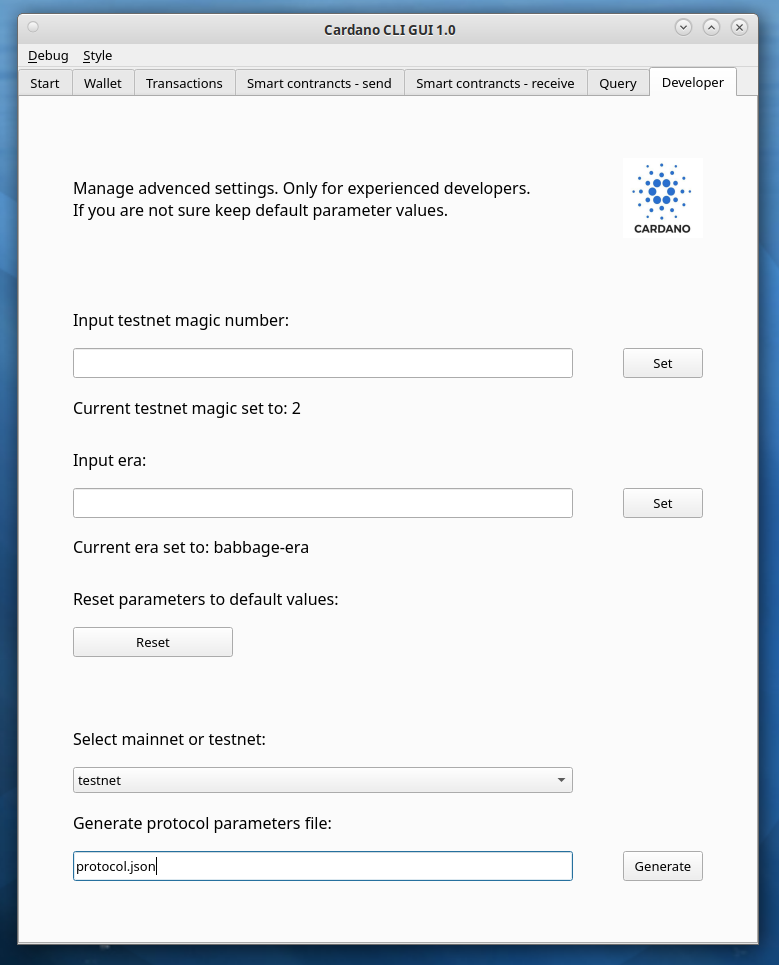 Cardano CLI GUI 1.0
Debug Style
Start Wallet Transactions Smart contrancts - send Smart contrancts - receive Query Developer
Manage advenced settings. Only for experienced developers.
If you are not sure keep default parameter values.
CARDANO
Input testnet magic number:
Set
Current testnet magic set to: 2
Input era:
Set
Current era set to: babbage-era
Reset parameters to default values:
Reset
Select mainnet or testnet:
testnet
Generate protocol parameters file:
protocol.json Generate